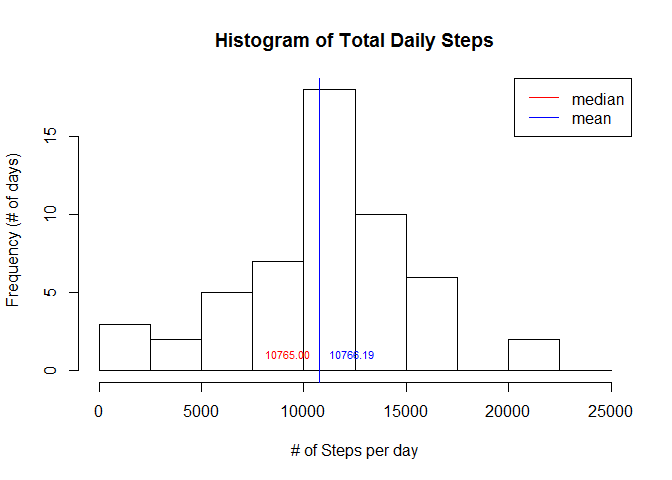 Histogram of Total Daily Steps
median
mean
Frequency (# of days)
15
10
5
0
10765.00 10766.19
0 5000 10000 15000 20000 25000
# of Steps per day